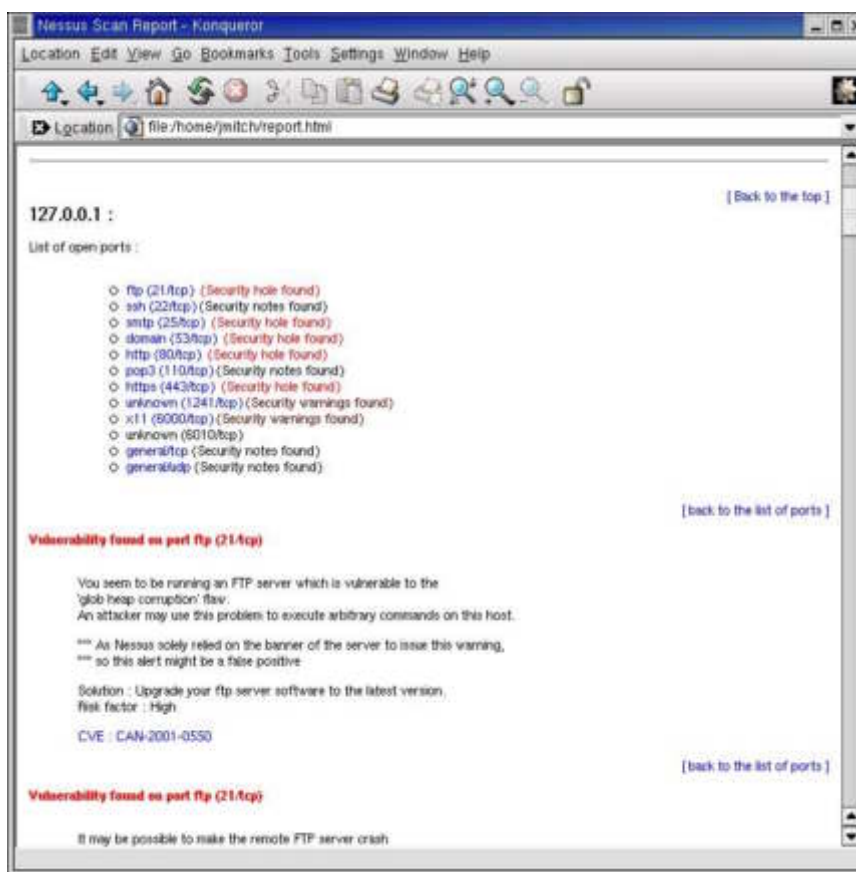 Nessus Scan Report - Konqueror
Location Edit View Go Bookmarks Tools Settings Window Help
Location file:/home/jmitch/report.html
[ Back to the top ]
127.0.0.1 :
List of open ports :
ftp (21/tcp) (Security hole found)
ssh (22/tcp) (Security notes found)
smtp (25/tcp) (Security hole found)
domain (53/tcp) (Security hole found)
http (80/tcp) (Security hole found)
pop3 (110/tcp) (Security notes found)
https (443/tcp) (Security hole found)
unknown (1241/tcp) (Security warnings found)
x11 (6000/tcp) (Security warnings found)
unknown (6010/tcp)
general/tcp (Security notes found)
general/udp (Security notes found)
[ back to the list of ports ]
Vulnerability found on port ftp (21/tcp)
You seem to be running an FTP server which is vulnerable to the
'glob heap corruption' flaw.
An attacker may use this problem to execute arbitrary commands on this host.
*** As Nessus solely relied on the banner of the server to issue this warning,
*** so this alert might be a false positive
Solution : Upgrade your ftp server software to the latest version.
Risk factor : High
CVE : CAN-2001-0550
[ back to the list of ports ]
Vulnerability found on port ftp (21/tcp)
It may be possible to make the remote FTP server crash